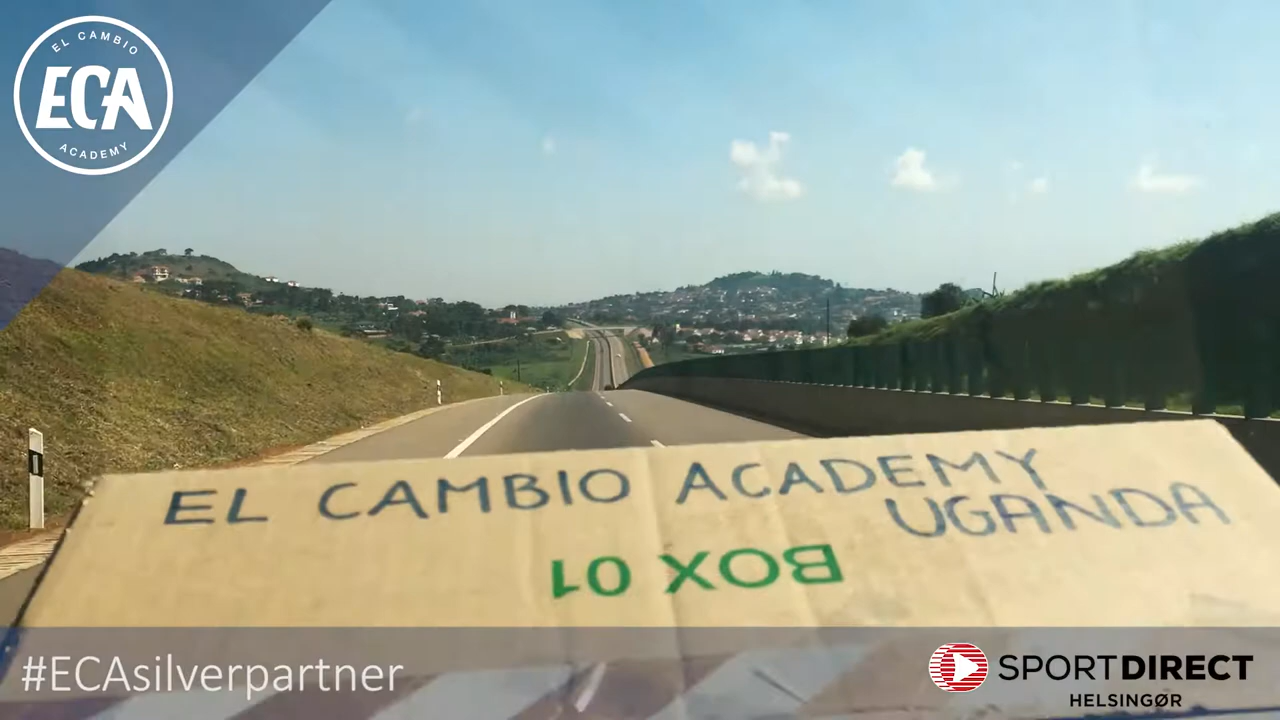 EL CAMBIO
ECA
ACADEMY
EL CAMBIO ACADEMY
UGANDA
BOX 01
#ECAsilverpartner
SPORTDIRECT
HELSINGØR